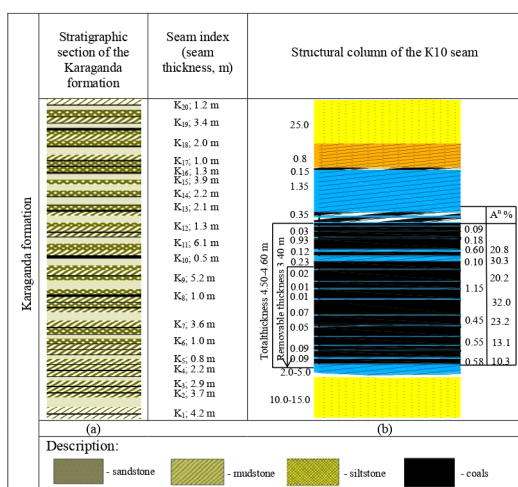 Stratigraphic
section of the
Karaganda
formation
Seam index
(seam
thickness, m)
Structural column of the K10 seam
Karaganda formation
K20; 1.2 m
K19; 3.4 m
K18; 2.0 m
K17; 1.0 m
K16; 1.3 m
K15; 3.9 m
K14; 2.2 m
K13; 2.1 m
K12; 1.3 m
K11; 6.1 m
K10; 0.5 m
K9; 5.2 m
K8; 1.0 m
K7; 3.6 m
K6; 1.0 m
K5; 0.8 m
K4; 2.2 m
K3; 2.9 m
K2; 3.7 m
K1; 4.2 m
25.0
0.8
0.15
1.35
0.35
Totalthickness 4.50-4.60 m
Removable thickness 3.40 m
0.03
0.93
0.12
0.23
0.02
0.01
0.01
0.07
0.05
0.09
0.09
2.0-5.0
10.0-15.0
0.09
0.18
0.60
0.10
1.15
0.45
0.55
0.58
Aª %
20.8
30.3
20.2
32.0
23.2
13.1
10.3
(a)
(b)
Description:
- sandstone
- mudstone
- siltstone
- coals